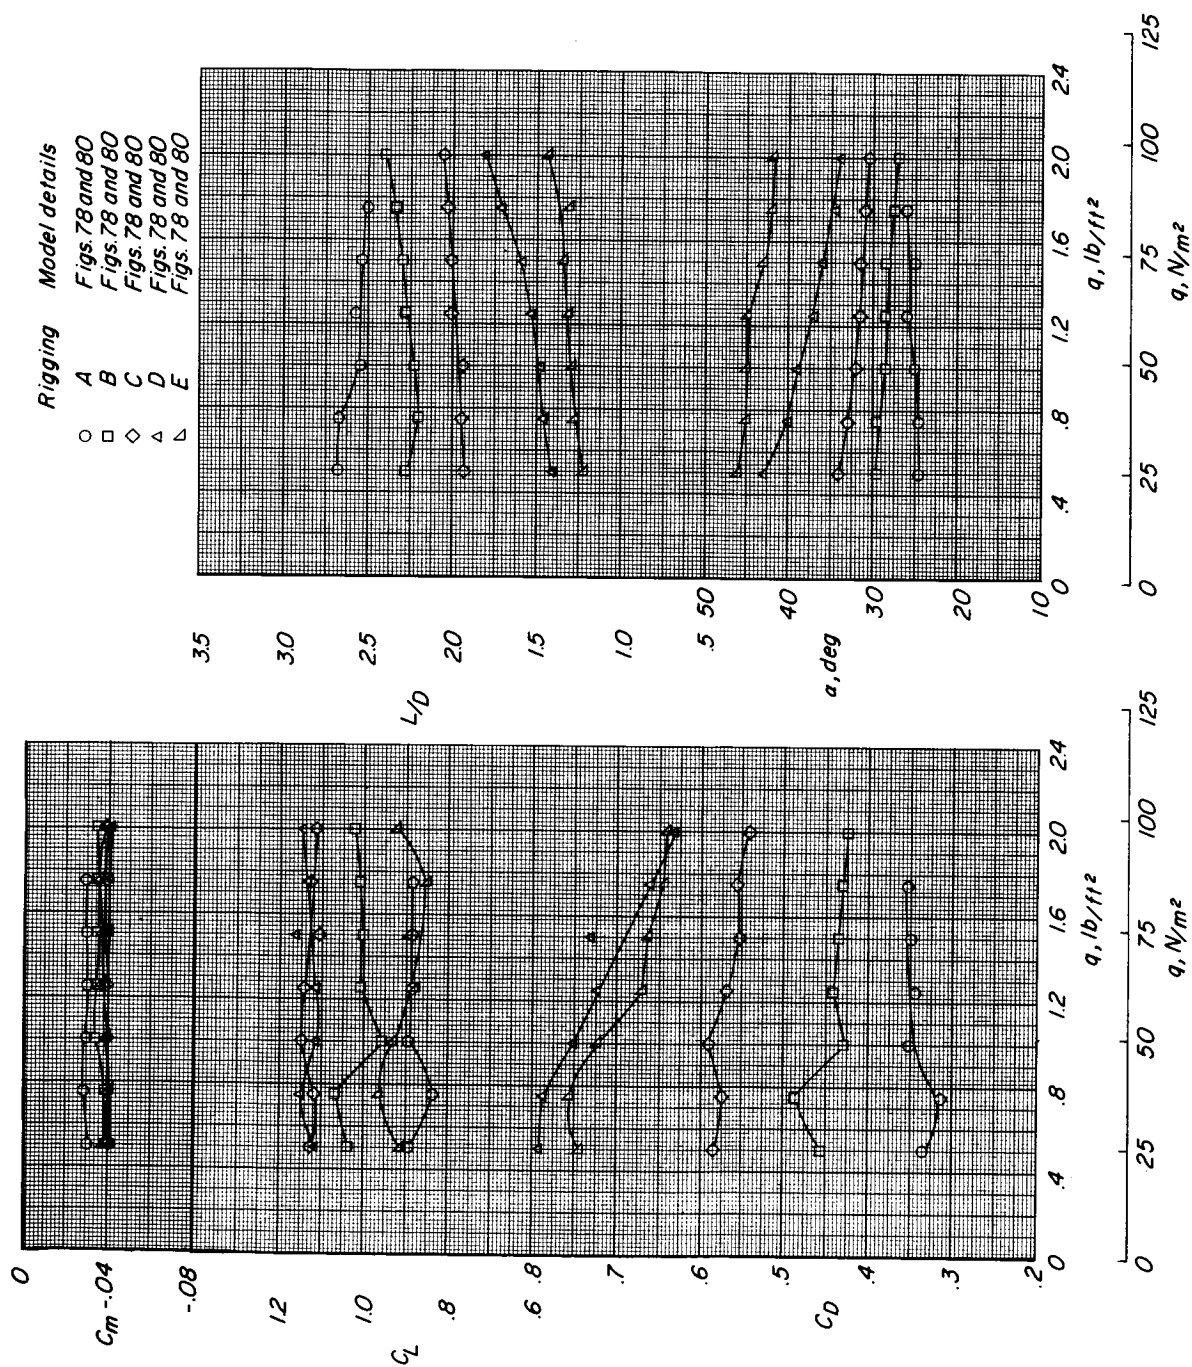 Rigging Model details
A Figs. 78 and 80
B Figs. 78 and 80
C Figs. 78 and 80
D Figs. 78 and 80
E Figs. 78 and 80
0
Cm -.04
-.08
1.2
1.0
CL
.8
.6
.8
.7
.6
.5
CD
.4
.3
.2
0 .4 .8 1.2 1.6 2.0 2.4
q, lb/ft²
0 25 50 75 100 125
q, N/m²
3.5
3.0
2.5
L/D
2.0
1.5
1.0
.5
50
40
α, deg
30
20
10
0 .4 .8 1.2 1.6 2.0 2.4
q, lb/ft²
0 25 50 75 100 125
q, N/m²